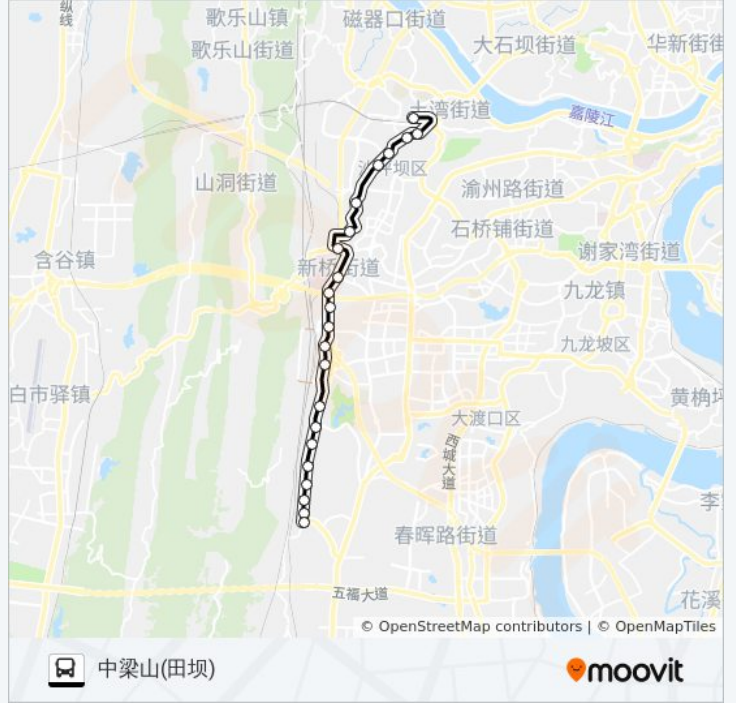 纵线
歌乐山镇
磁器口街道
歌乐山街道
大石坝街道
华新街街
土湾街道
嘉陵江
沙坪坝区
山洞街道
渝州路街道
石桥铺街道
谢家湾街道
含谷镇
新桥街道
九龙镇
九龙坡区
白市驿镇
黄桷坪
大渡口区
西城大道
李
春晖路街道
五福大道
花溪
© OpenStreetMap contributors | © OpenMapTiles
中梁山(田坝)
moovit